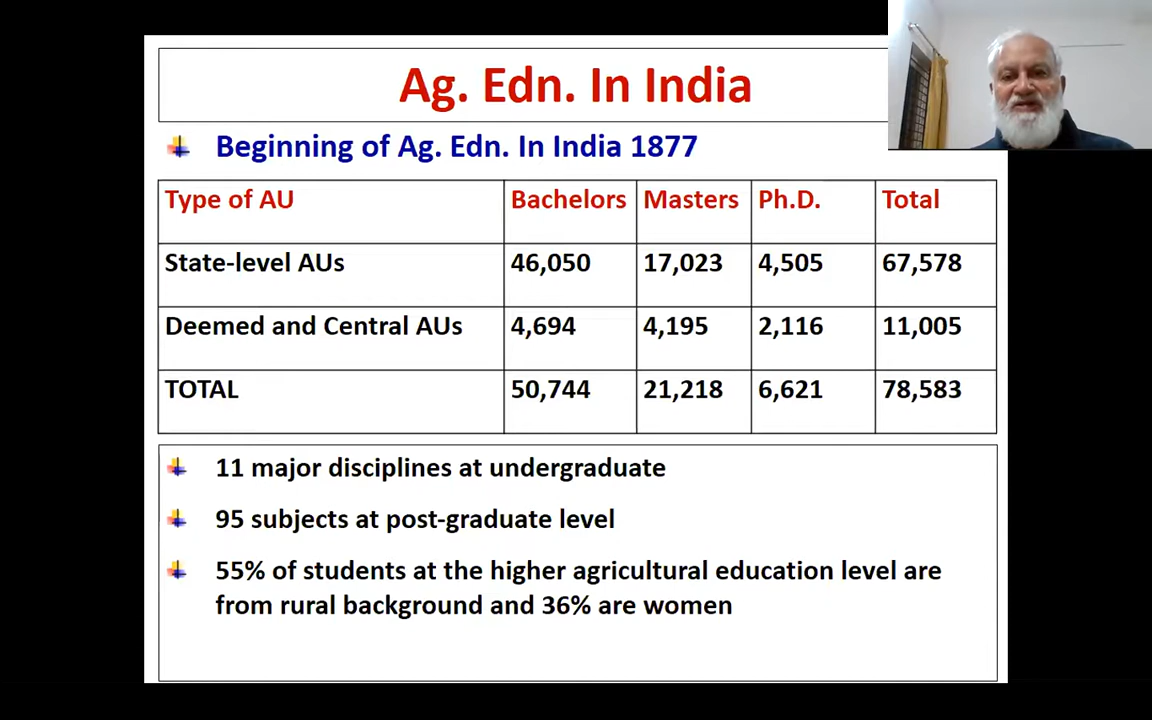 Ag. Edn. In India
Beginning of Ag. Edn. In India 1877
Type of AU Bachelors Masters Ph.D. Total
State-level AUs 46,050 17,023 4,505 67,578
Deemed and Central AUs 4,694 4,195 2,116 11,005
TOTAL 50,744 21,218 6,621 78,583
11 major disciplines at undergraduate
95 subjects at post-graduate level
55% of students at the higher agricultural education level are
from rural background and 36% are women